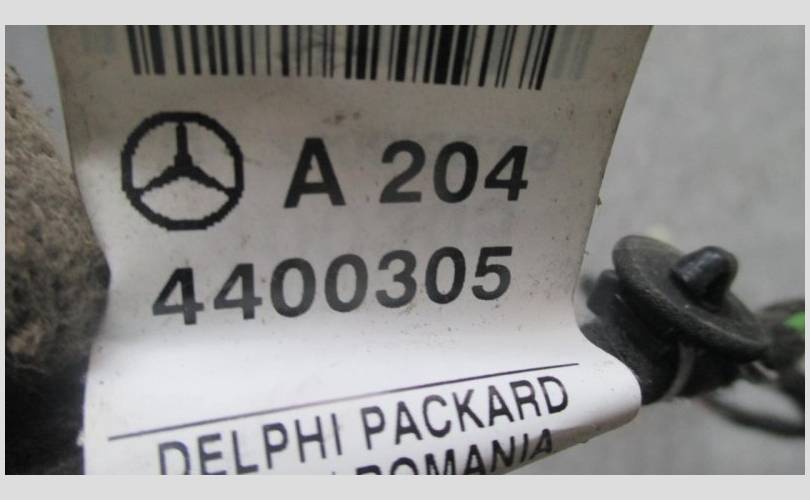 A 204
4400305
DELPHI PACKARD
ROMANIA